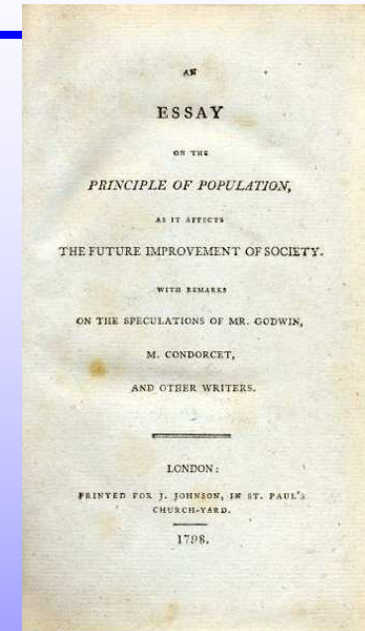 AN
ESSAY
ON THE
PRINCIPLE OF POPULATION,
AS IT AFFECTS
THE FUTURE IMPROVEMENT OF SOCIETY.
WITH REMARKS
ON THE SPECULATIONS OF MR. GODWIN,
M. CONDORCET,
AND OTHER WRITERS.
LONDON:
PRINTED FOR J. JOHNSON, IN ST. PAUL'S
CHURCH-YARD.
1798.